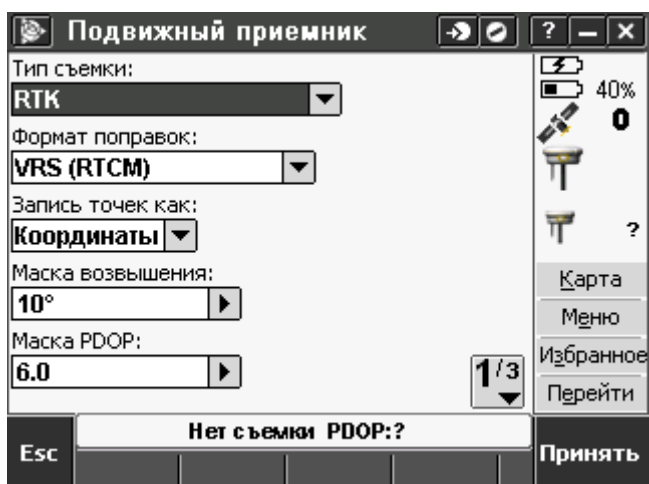 Подвижный приемник ? – ×
Тип съемки:
RTK
40%
0
Формат поправок:
VRS (RTCM)
Запись точек как:
Координаты
?
Маска возвышения:
10°
Маска PDOP:
6.0
1/3
Карта
Меню
Избранное
Перейти
Нет съемки PDOP:?
Esc
Принять